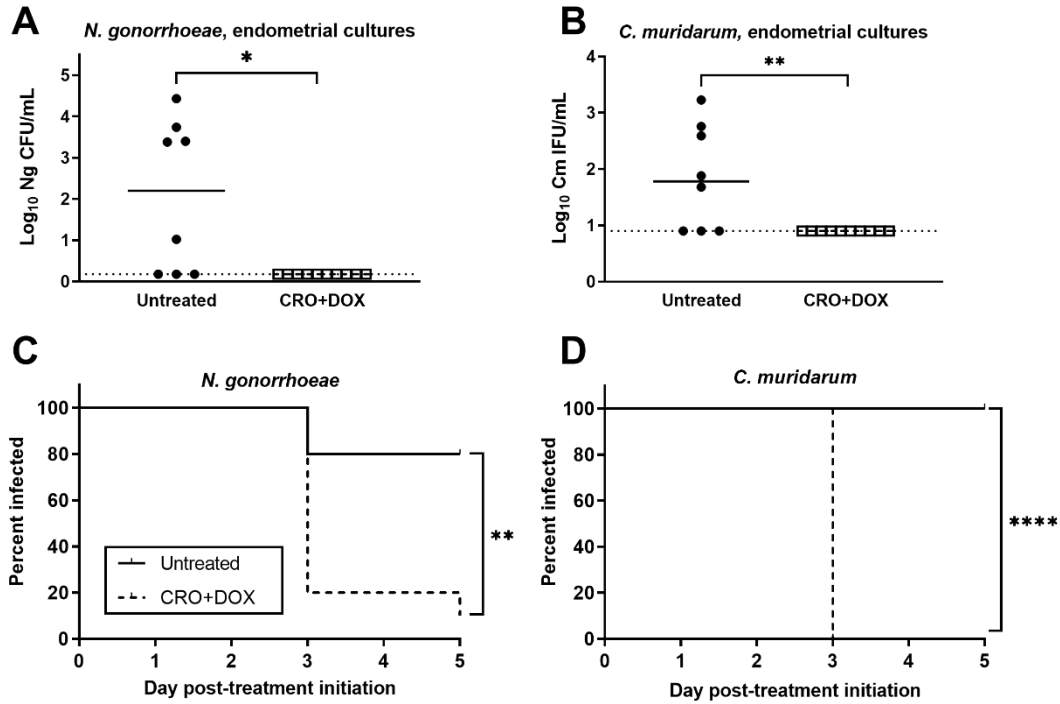 A
N. gonorrhoeae, endometrial cultures
*
Log10 Ng CFU/mL
5
4
3
2
1
0
Untreated
CRO+DOX
B
C. muridarum, endometrial cultures
**
Log10 Cm IFU/mL
4
3
2
1
0
Untreated
CRO+DOX
C
N. gonorrhoeae
Percent infected
100
80
60
40
20
0
Untreated
CRO+DOX
**
0 1 2 3 4 5
Day post-treatment initiation
D
C. muridarum
Percent infected
100
80
60
40
20
0
****
0 1 2 3 4 5
Day post-treatment initiation